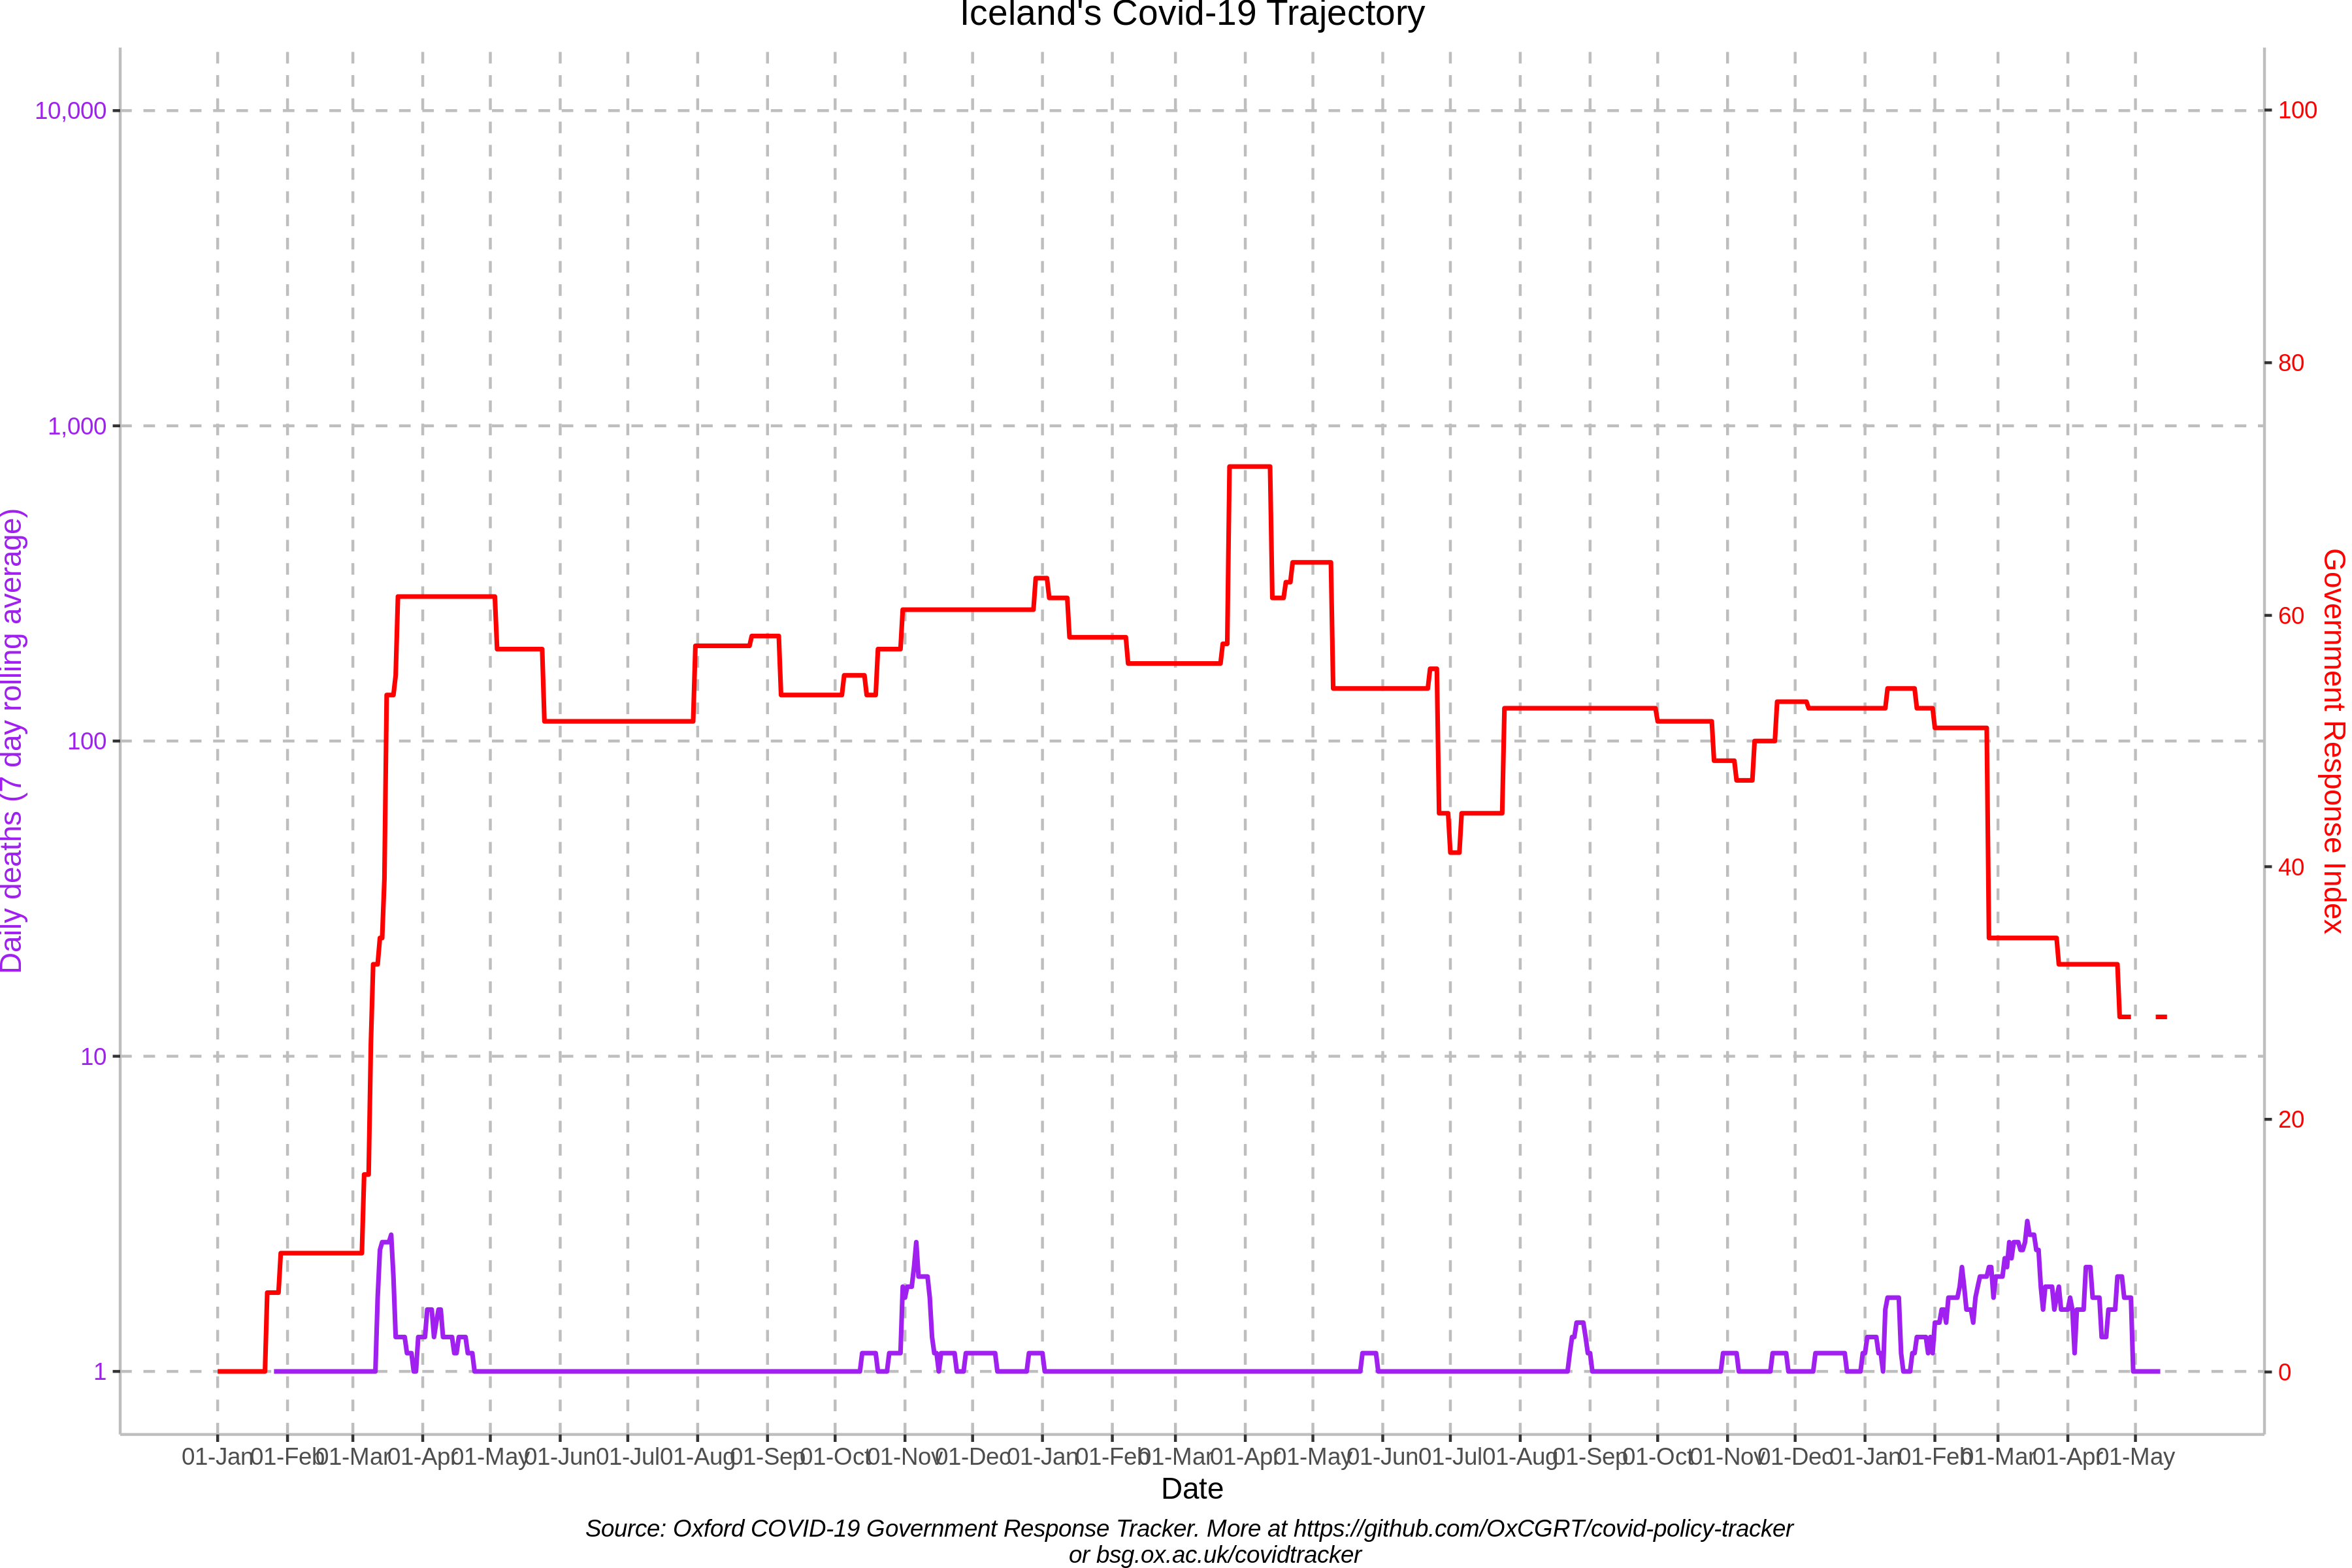 Iceland's Covid-19 Trajectory
10,000
1,000
100
10
1
Daily deaths (7 day rolling average)
100
80
60
40
20
0
Government Response Index
01-Jan 01-Feb 01-Mar 01-Apr 01-May 01-Jun 01-Jul 01-Aug 01-Sep 01-Oct 01-Nov 01-Dec 01-Jan 01-Feb 01-Mar 01-Apr 01-May 01-Jun 01-Jul 01-Aug 01-Sep 01-Oct 01-Nov 01-Dec 01-Jan 01-Feb 01-Mar 01-Apr 01-May
Date
Source: Oxford COVID-19 Government Response Tracker. More at https://github.com/OxCGRT/covid-policy-tracker
or bsg.ox.ac.uk/covidtracker